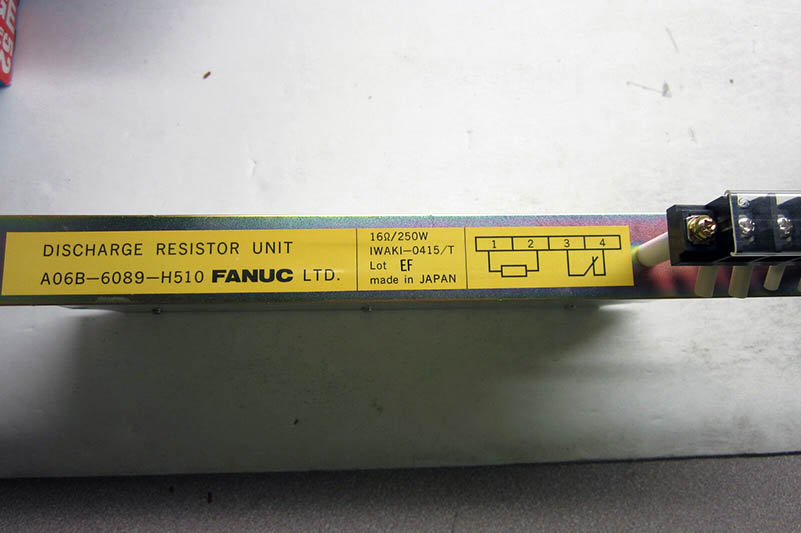 DISCHARGE RESISTOR UNIT
A06B-6089-H510 FANUC LTD.
16Ω/250W
IWAKI-0415/T
Lot EF
made in JAPAN
1 2 3 4